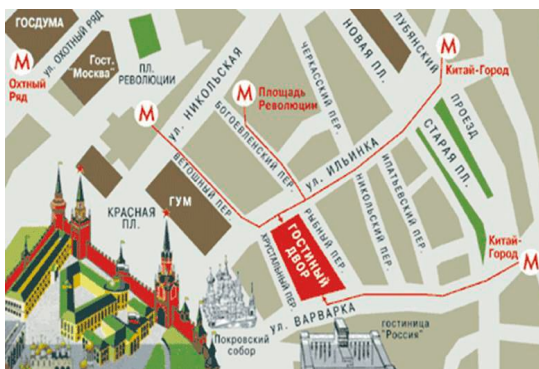 ГОСДУМА
М
Охтный
Ряд
ул. ОХОТНЫЙ РЯД
Гост.
"Москва"
ПЛ.
РЕВОЛЮЦИИ
ул. НИКОЛЬСКАЯ
М
М
Площадь
Революции
БОГОЕВЛЕНСКИЙ ПЕР.
ЧЕРКАССКИЙ ПЕР.
НОВАЯ ПЛ.
ЛУБЯНСКИЙ
М
Китай-Город
ПРОЕЗД
СТАРАЯ ПЛ.
ВЕТОШНЫЙ ПЕР.
ул. ИЛЬИНКА
ГУМ
КРАСНАЯ
ПЛ.
ХРУСТАЛЬНЫЙ ПЕР.
ГОСТИНЫЙ
ДВОР
РЫБНЫЙ ПЕР.
НИКОЛЬСКИЙ ПЕР.
ИПАТЬЕВСКИЙ ПЕР.
Китай-
Город
М
Покровский
собор
ул. ВАРВАРКА
гостиница
"Россия"